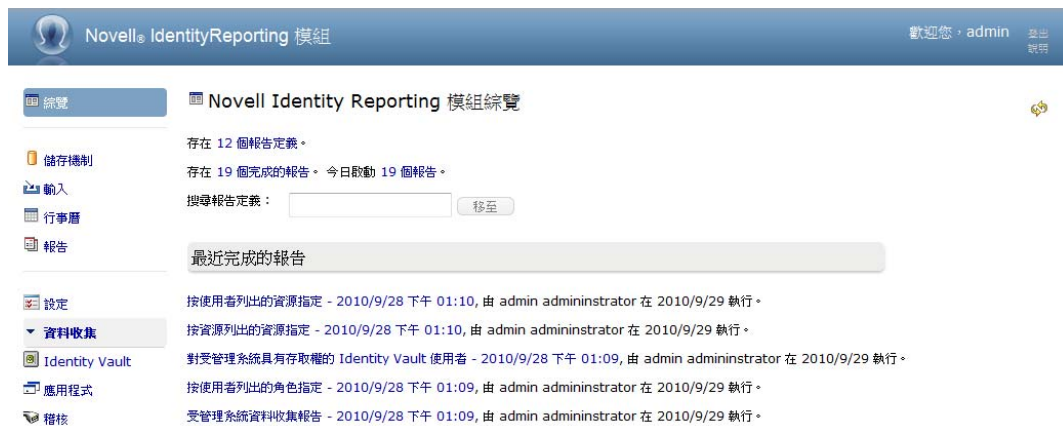 Novell® IdentityReporting 模組
歡迎您，admin
登出
說明
綜覽
儲存機制
輸入
行事曆
報告
設定
資料收集
Identity Vault
應用程式
稽核
Novell Identity Reporting 模組綜覽
存在 12 個報告定義。
存在 19 個完成的報告。 今日啟動 19 個報告。
搜尋報告定義：
移至
最近完成的報告
按使用者列出的資源指定 - 2010/9/28 下午 01:10, 由 admin admininstrator 在 2010/9/29 執行。
按資源列出的資源指定 - 2010/9/28 下午 01:10, 由 admin admininstrator 在 2010/9/29 執行。
對受管理系統具有存取權的 Identity Vault 使用者 - 2010/9/28 下午 01:09, 由 admin admininstrator 在 2010/9/29 執行。
按使用者列出的角色指定 - 2010/9/28 下午 01:09, 由 admin admininstrator 在 2010/9/29 執行。
受管理系統資料收集報告 - 2010/9/28 下午 01:09, 由 admin admininstrator 在 2010/9/29 執行。